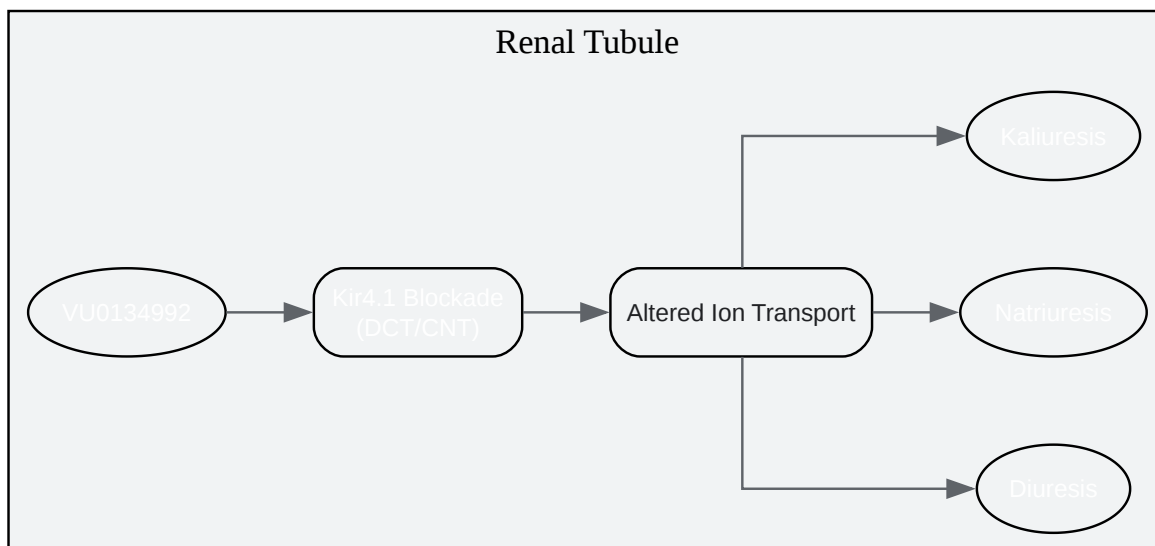 Renal Tubule
Kaliuresis
VU0134992
Kir4.1 Blockade
(DCT/CNT)
Altered Ion Transport
Natriuresis
Diuresis